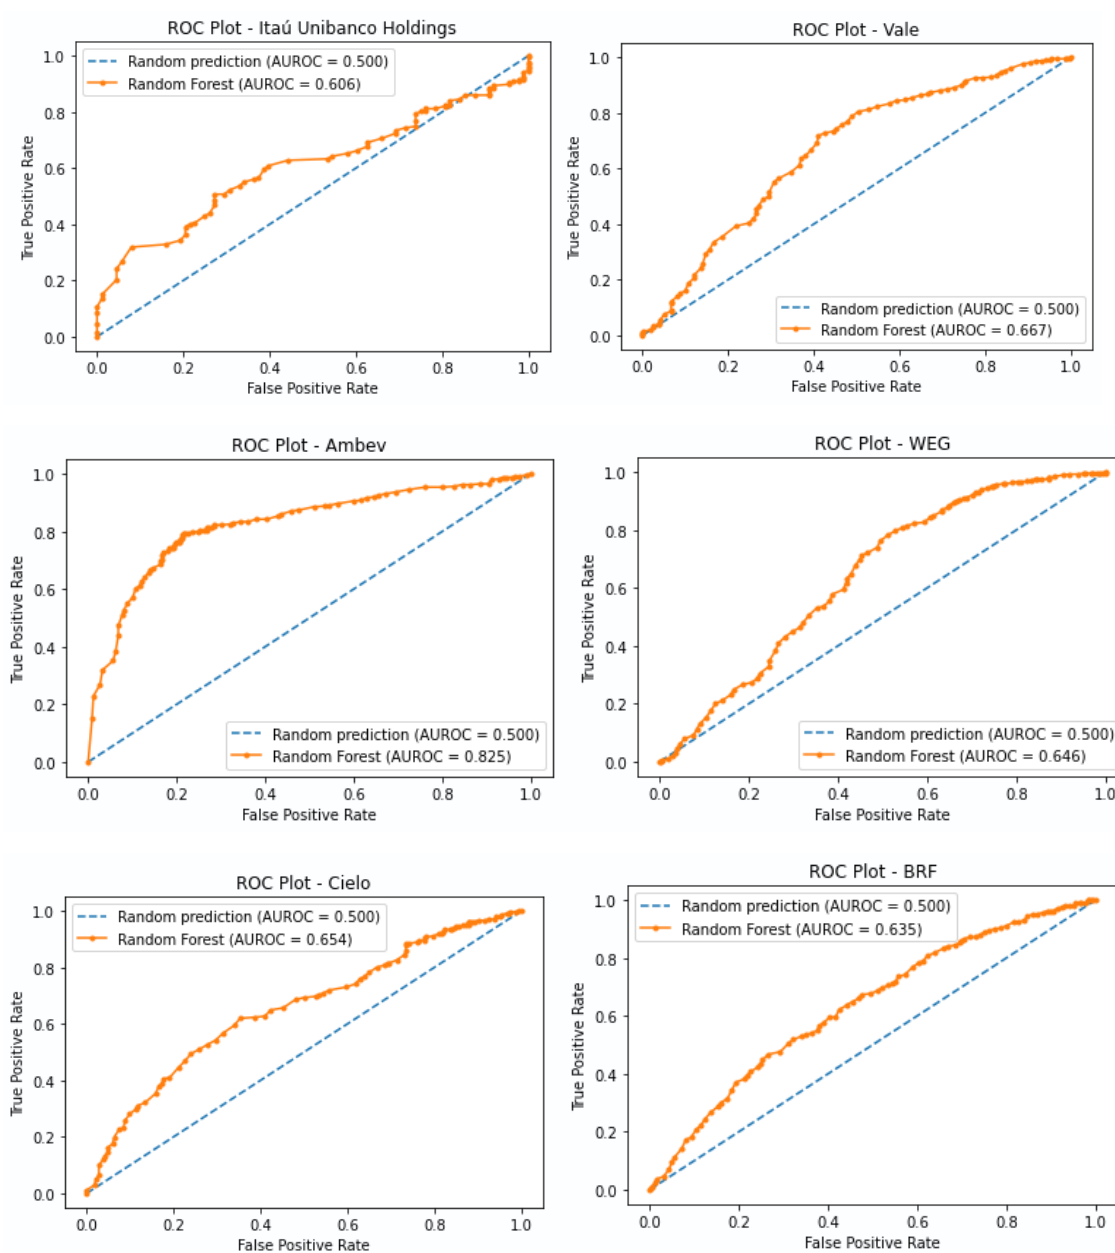 ROC Plot - Itaú Unibanco Holdings
Random prediction (AUROC = 0.500)
Random Forest (AUROC = 0.606)
True Positive Rate
1.0
0.8
0.6
0.4
0.2
0.0
0.0 0.2 0.4 0.6 0.8 1.0
False Positive Rate
ROC Plot - Vale
True Positive Rate
1.0
0.8
0.6
0.4
0.2
0.0
Random prediction (AUROC = 0.500)
Random Forest (AUROC = 0.667)
0.0 0.2 0.4 0.6 0.8 1.0
False Positive Rate
ROC Plot - Ambev
True Positive Rate
1.0
0.8
0.6
0.4
0.2
0.0
Random prediction (AUROC = 0.500)
Random Forest (AUROC = 0.825)
0.0 0.2 0.4 0.6 0.8 1.0
False Positive Rate
ROC Plot - WEG
True Positive Rate
1.0
0.8
0.6
0.4
0.2
0.0
Random prediction (AUROC = 0.500)
Random Forest (AUROC = 0.646)
0.0 0.2 0.4 0.6 0.8 1.0
False Positive Rate
ROC Plot - Cielo
Random prediction (AUROC = 0.500)
Random Forest (AUROC = 0.654)
True Positive Rate
1.0
0.8
0.6
0.4
0.2
0.0
0.0 0.2 0.4 0.6 0.8 1.0
False Positive Rate
ROC Plot - BRF
Random prediction (AUROC = 0.500)
Random Forest (AUROC = 0.635)
True Positive Rate
1.0
0.8
0.6
0.4
0.2
0.0
0.0 0.2 0.4 0.6 0.8 1.0
False Positive Rate